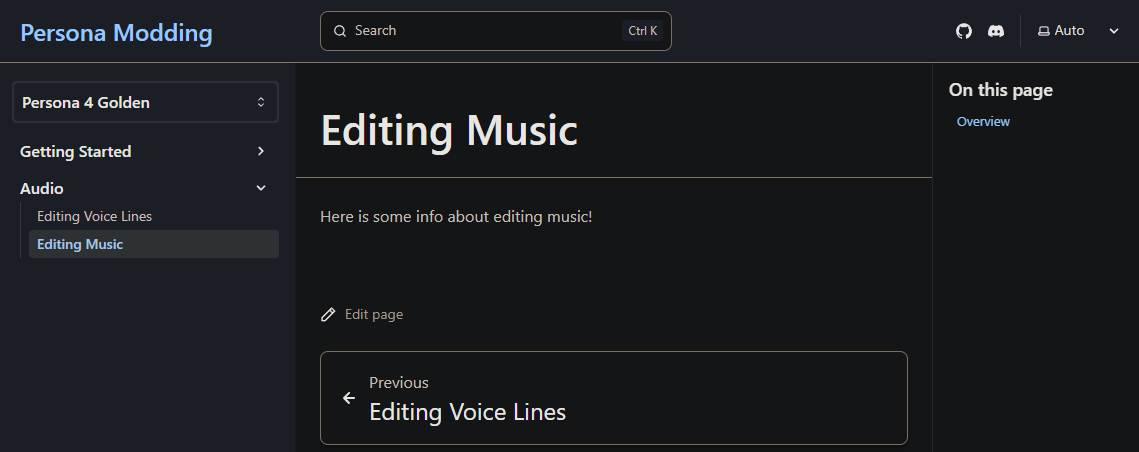 Persona Modding
Search
Ctrl K
Auto
Persona 4 Golden
Getting Started
Audio
Editing Voice Lines
Editing Music
Editing Music
Here is some info about editing music!
Edit page
Previous
Editing Voice Lines
On this page
Overview